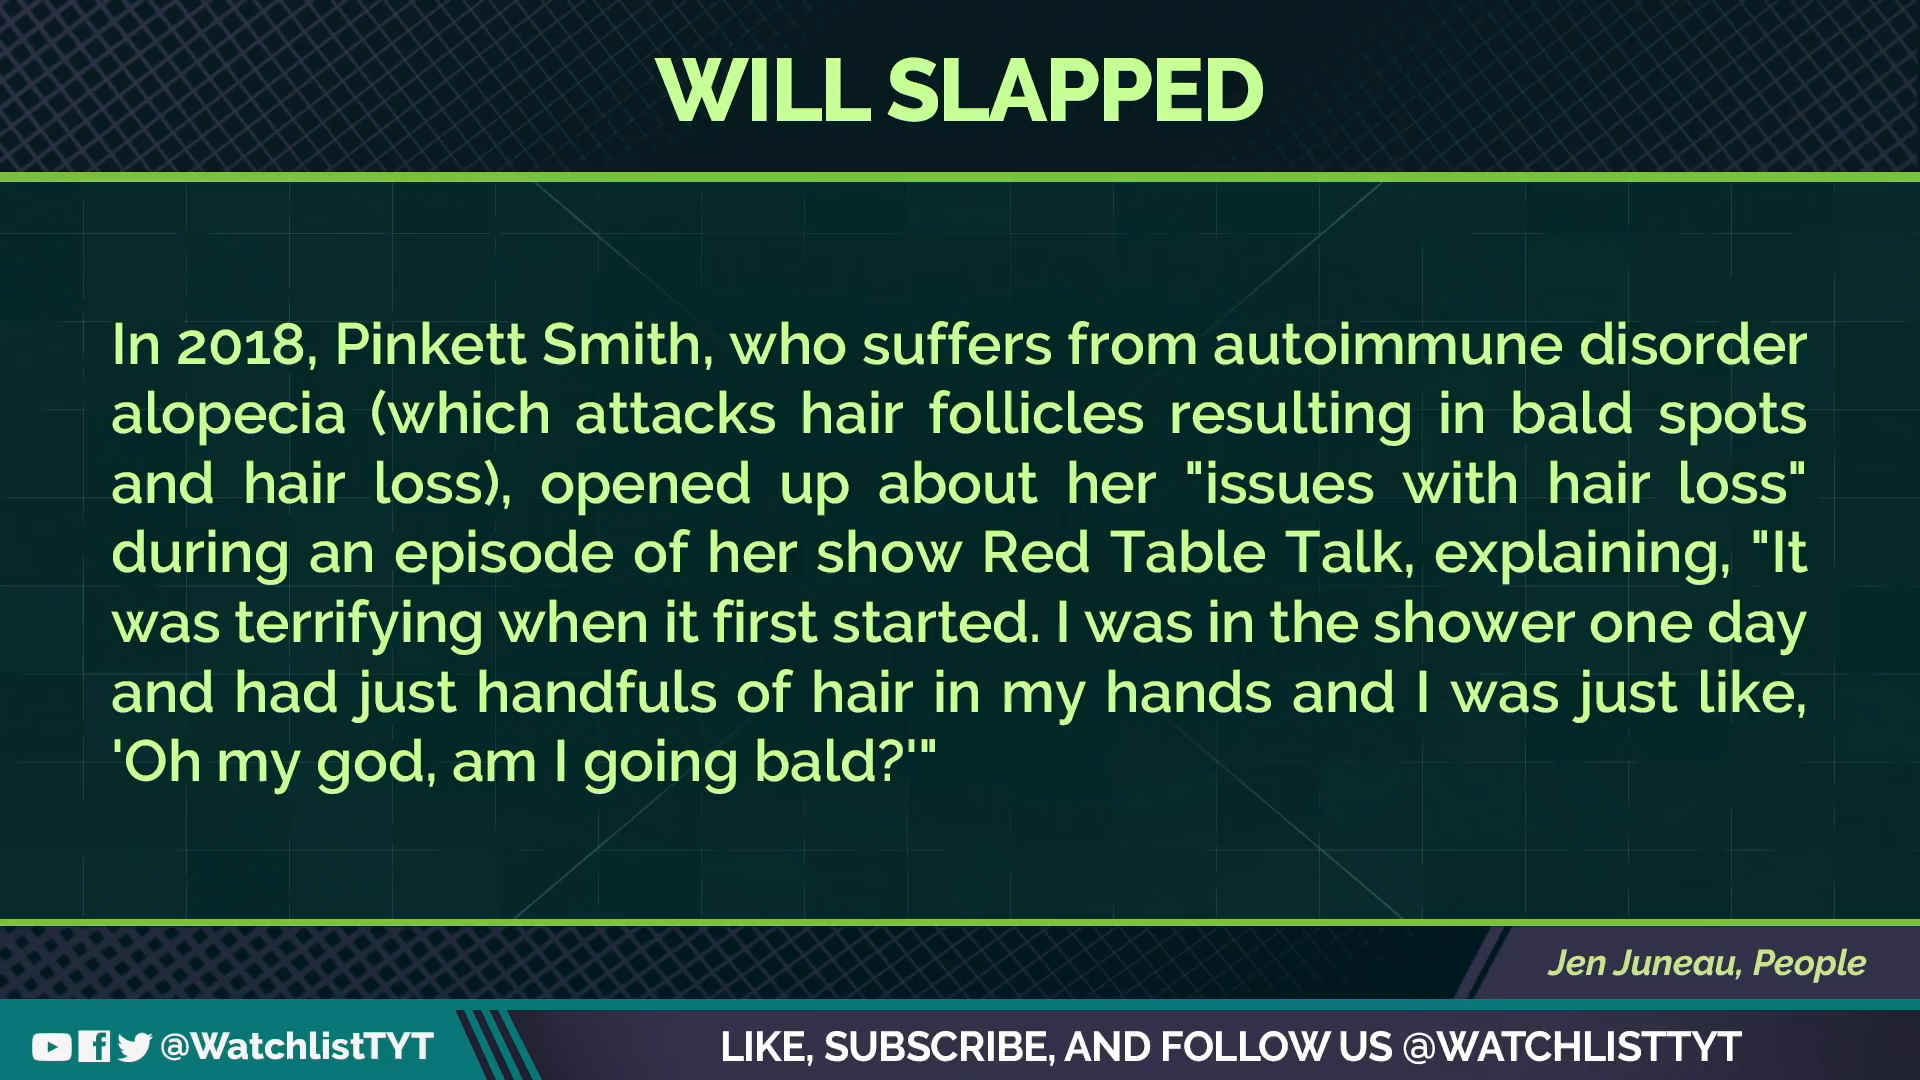 WILL SLAPPED
In 2018, Pinkett Smith, who suffers from autoimmune disorder
alopecia (which attacks hair follicles resulting in bald spots
and hair loss), opened up about her "issues with hair loss"
during an episode of her show Red Table Talk, explaining, "It
was terrifying when it first started. I was in the shower one day
and had just handfuls of hair in my hands and I was just like,
'Oh my god, am I going bald?'"
Jen Juneau, People
@WatchlistTYT
LIKE, SUBSCRIBE, AND FOLLOW US @WATCHLISTTYT